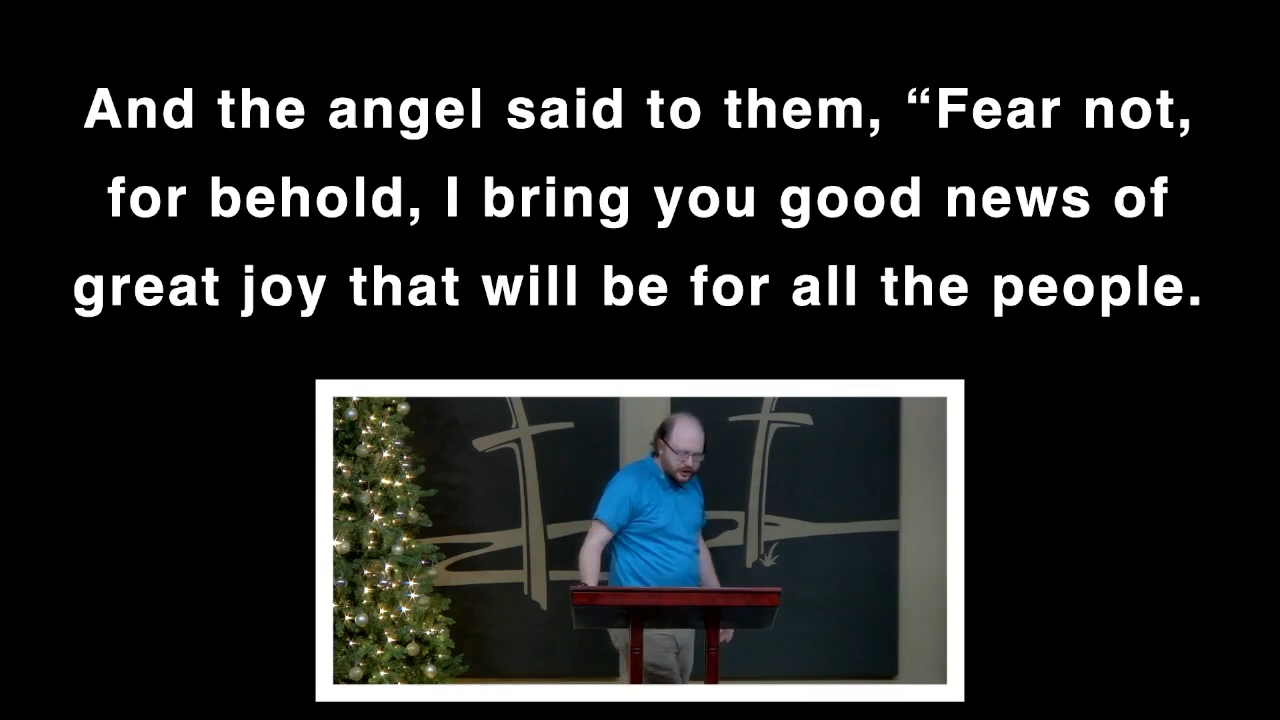 And the angel said to them, “Fear not,
for behold, I bring you good news of
great joy that will be for all the people.